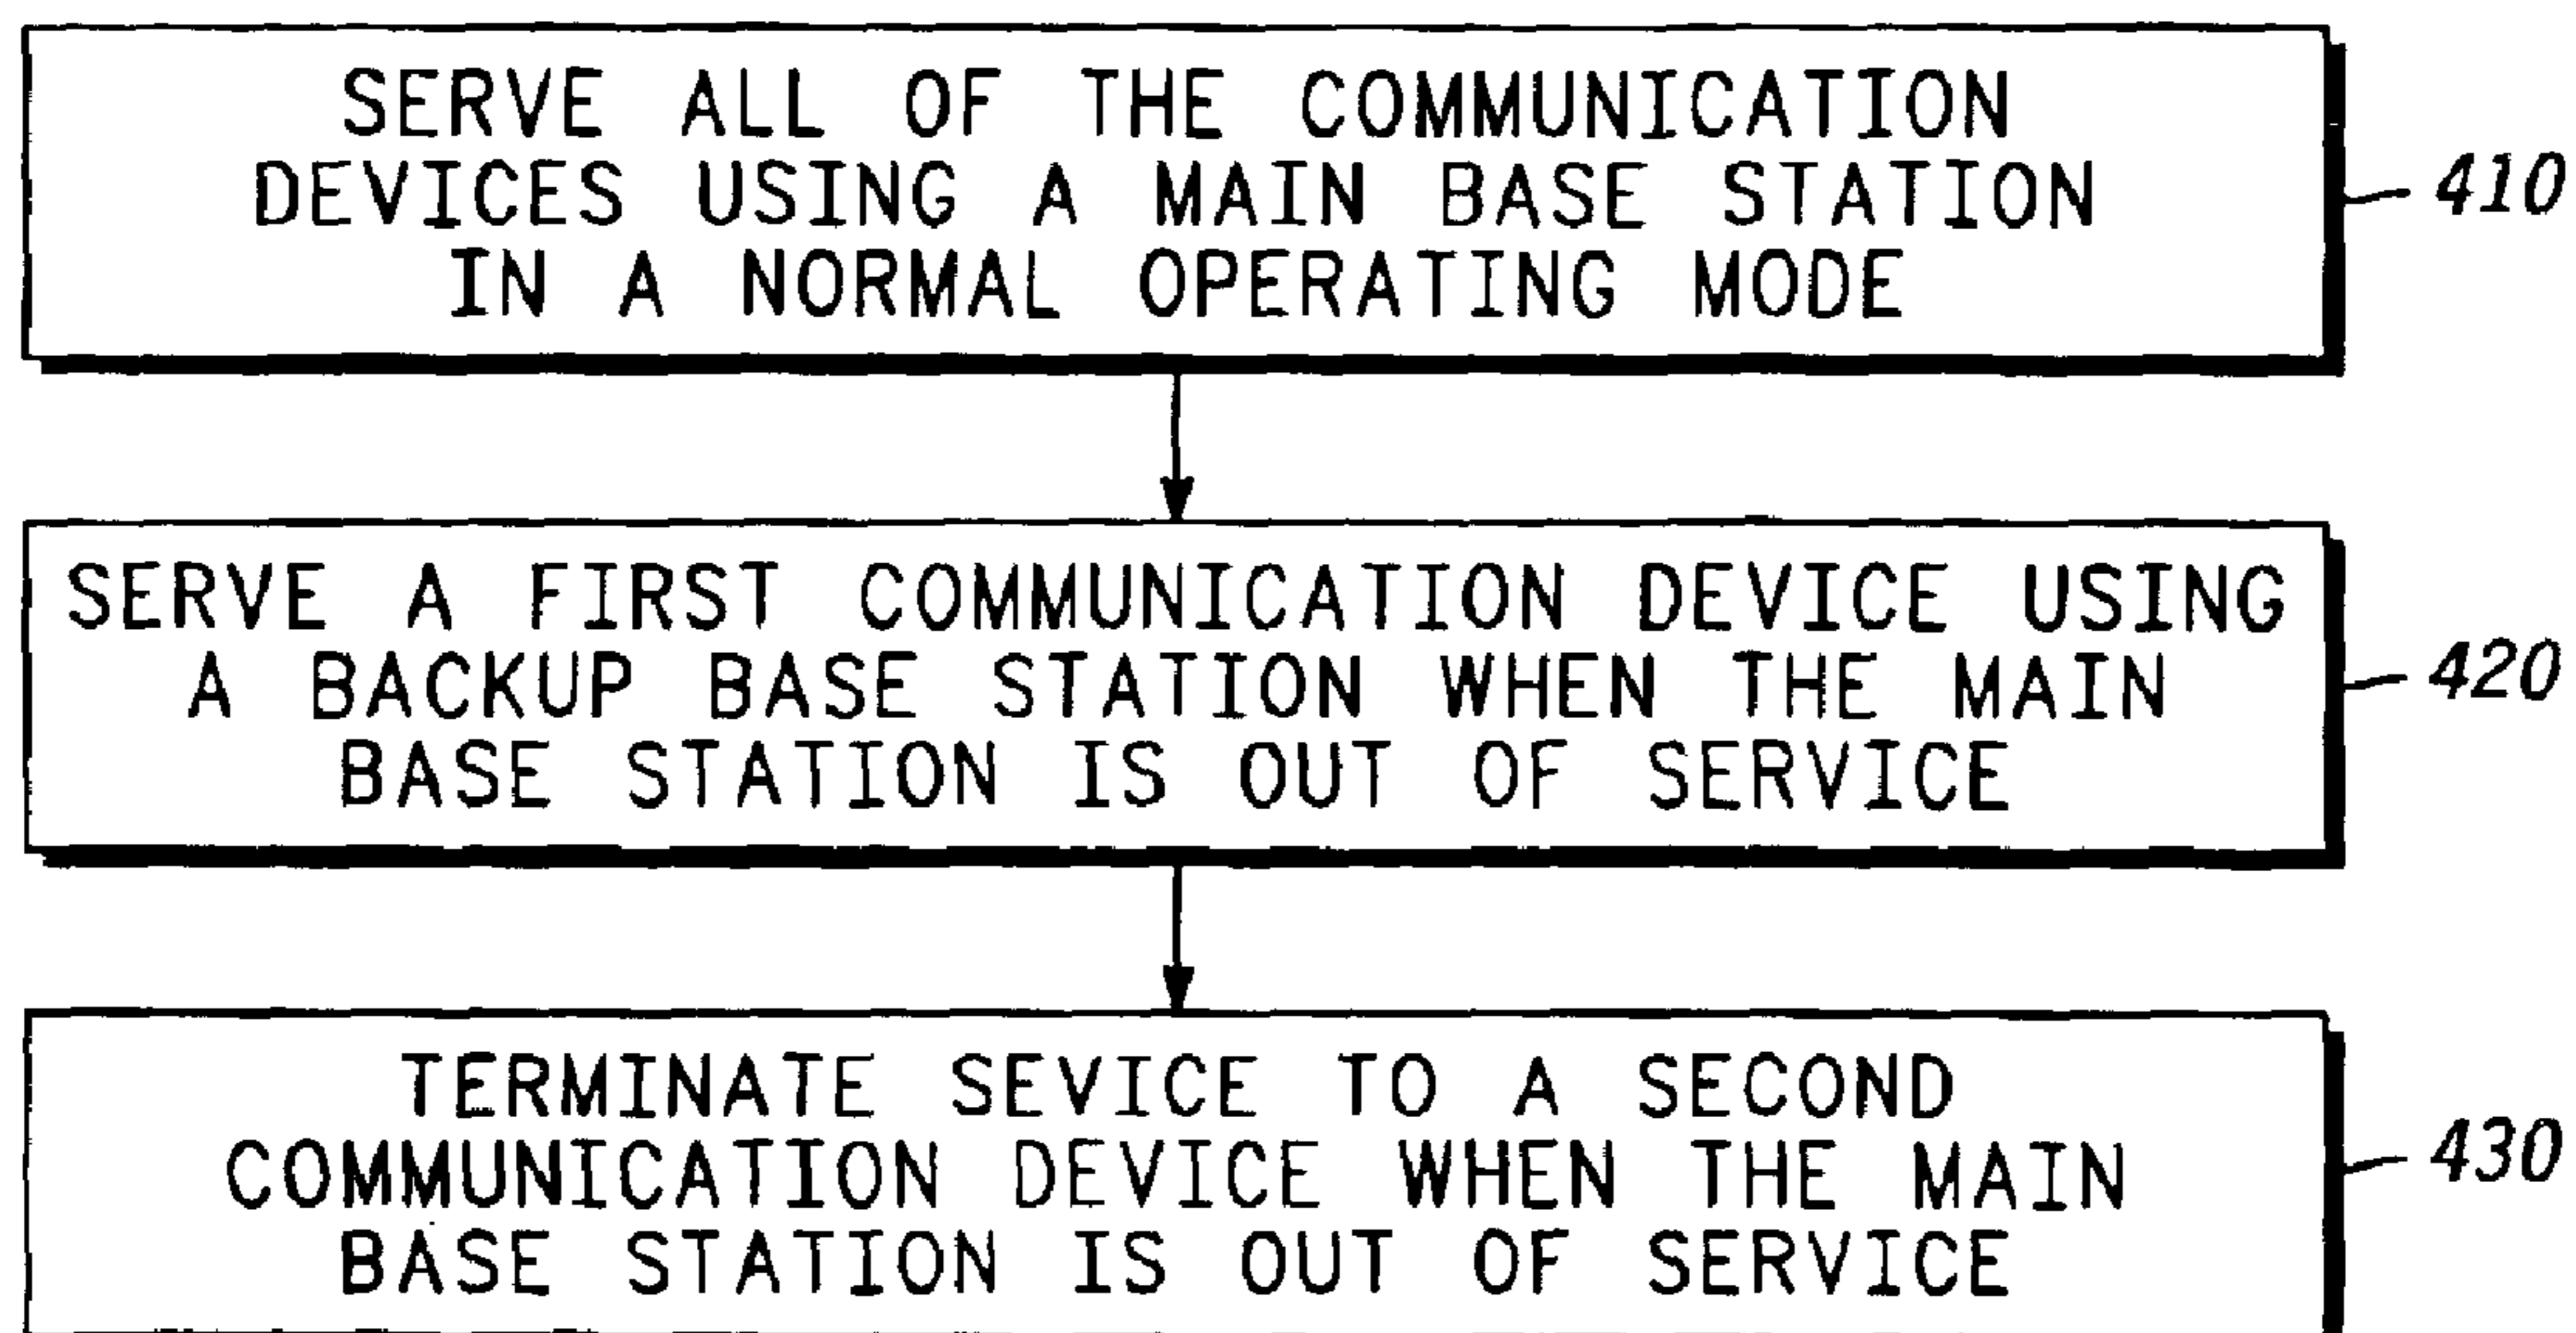 SERVE ALL OF THE COMMUNICATION
DEVICES USING A MAIN BASE STATION
IN A NORMAL OPERATING MODE
410
SERVE A FIRST COMMUNICATION DEVICE USING
A BACKUP BASE STATION WHEN THE MAIN
BASE STATION IS OUT OF SERVICE
420
TERMINATE SEVICE TO A SECOND
COMMUNICATION DEVICE WHEN THE MAIN
BASE STATION IS OUT OF SERVICE
430